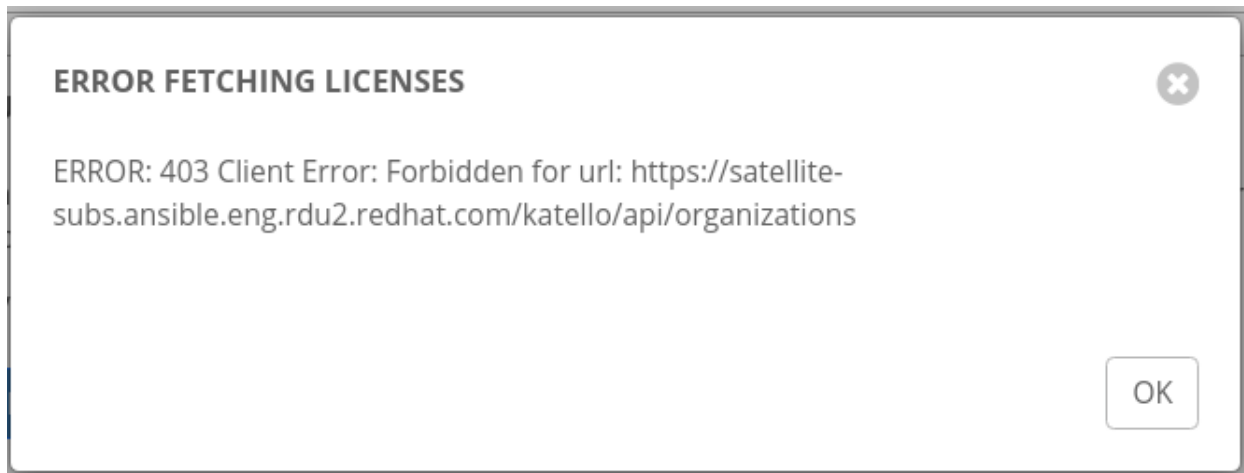 ERROR FETCHING LICENSES
ERROR: 403 Client Error: Forbidden for url: https://satellite-
subs.ansible.eng.rdu2.redhat.com/katello/api/organizations
OK